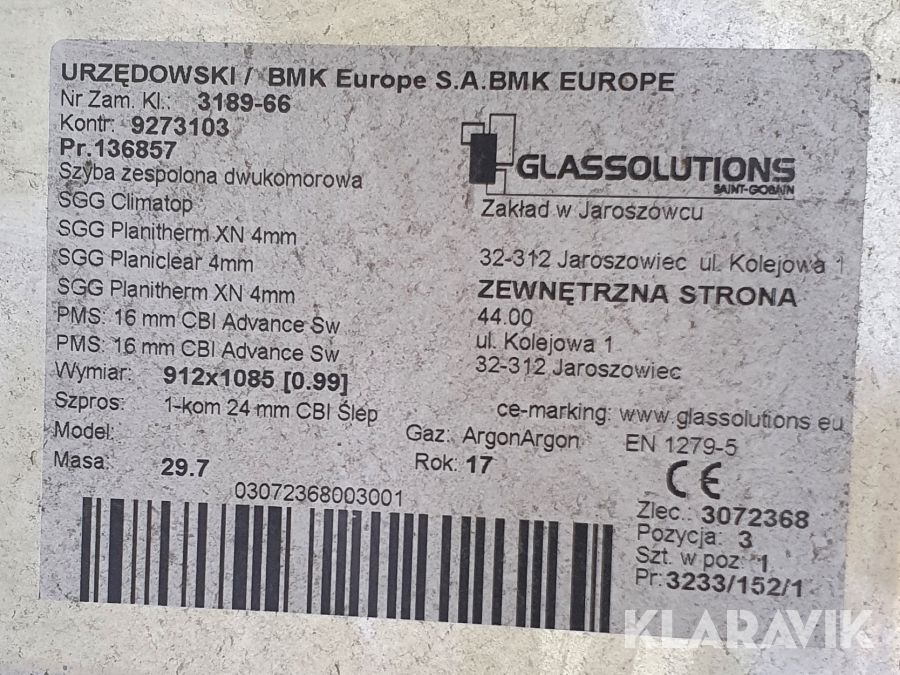 URZĘDOWSKI / BMK Europe S.A.BMK EUROPE
Nr Zam. Kl.: 3189-66
Kontr: 9273103
Pr.136857
Szyba zespolona dwukomorowa
SGG Climatop
SGG Planitherm XN 4mm
SGG Planiclear 4mm
SGG Planitherm XN 4mm
PMS: 16 mm CBI Advance Sw
PMS: 16 mm CBI Advance Sw
Wymiar: 912x1085 [0.99]
Szpros: 1-kom 24 mm CBI Ślep
Model:
Masa: 29.7
GLASSOLUTIONS
SAINT-GOBAIN
Zakład w Jaroszowcu
32-312 Jaroszowiec ul. Kolejowa 1
ZEWNĘTRZNA STRONA
44.00
ul. Kolejowa 1
32-312 Jaroszowiec
ce-marking: www.glassolutions.eu
Gaz: ArgonArgon EN 1279-5
Rok: 17
CE
03072368003001
Zlec.: 3072368
Pozycja: 3
Szt. w poz: 1
Pr: 3233/152/1
KLARAVIK